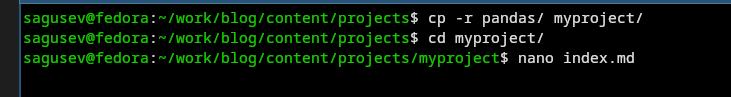 sagusev@fedora:~/work/blog/content/projects$ cp -r pandas/ myproject/
sagusev@fedora:~/work/blog/content/projects$ cd myproject/
sagusev@fedora:~/work/blog/content/projects/myproject$ nano index.md